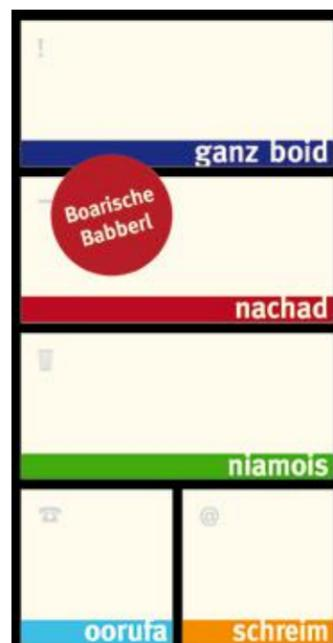 !
ganz boid
Boarische
Babberl
nachad
niamois
oorufa
@
schreim